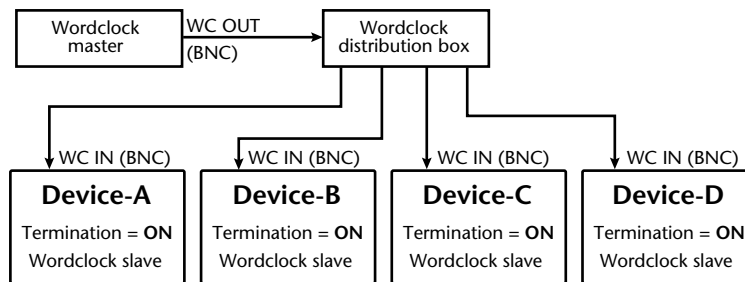 Wordclock
master
WC OUT
(BNC)
Wordclock
distribution box
WC IN (BNC)
WC IN (BNC)
WC IN (BNC)
WC IN (BNC)
Device-A
Termination = ON
Wordclock slave
Device-B
Termination = ON
Wordclock slave
Device-C
Termination = ON
Wordclock slave
Device-D
Termination = ON
Wordclock slave